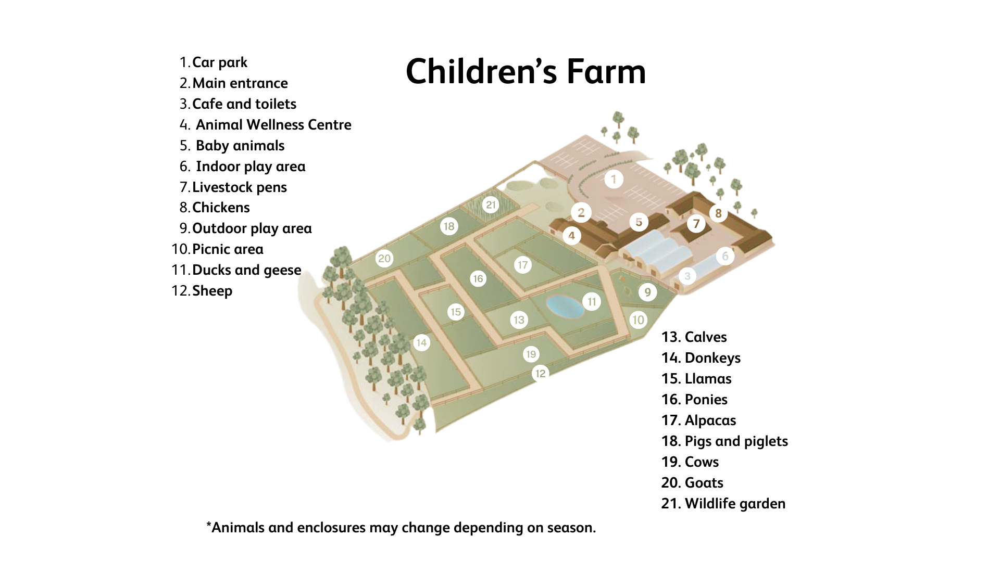 Children’s Farm
1. Car park
2. Main entrance
3. Cafe and toilets
4. Animal Wellness Centre
5. Baby animals
6. Indoor play area
7. Livestock pens
8. Chickens
9. Outdoor play area
10. Picnic area
11. Ducks and geese
12. Sheep
1
21
2
8
5
7
18
4
6
20
17
3
16
9
11
15
13
10
14
19
12
13. Calves
14. Donkeys
15. Llamas
16. Ponies
17. Alpacas
18. Pigs and piglets
19. Cows
20. Goats
21. Wildlife garden
*Animals and enclosures may change depending on season.